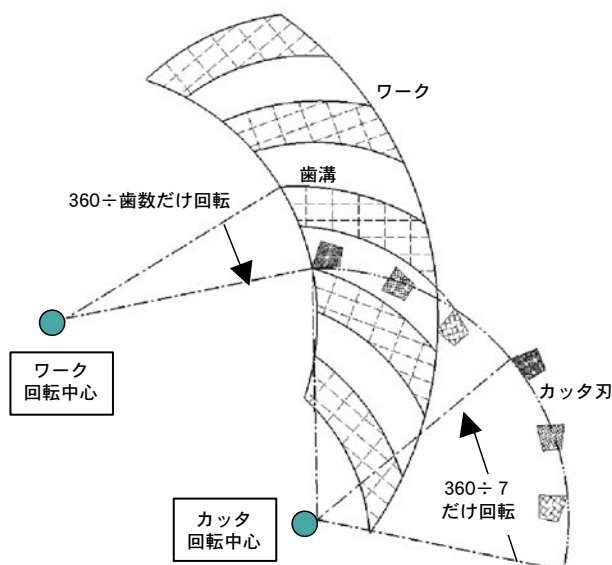 ワーク
歯溝
360÷歯数だけ回転
ワーク
回転中心
カッタ刃
360÷7
だけ回転
カッタ
回転中心